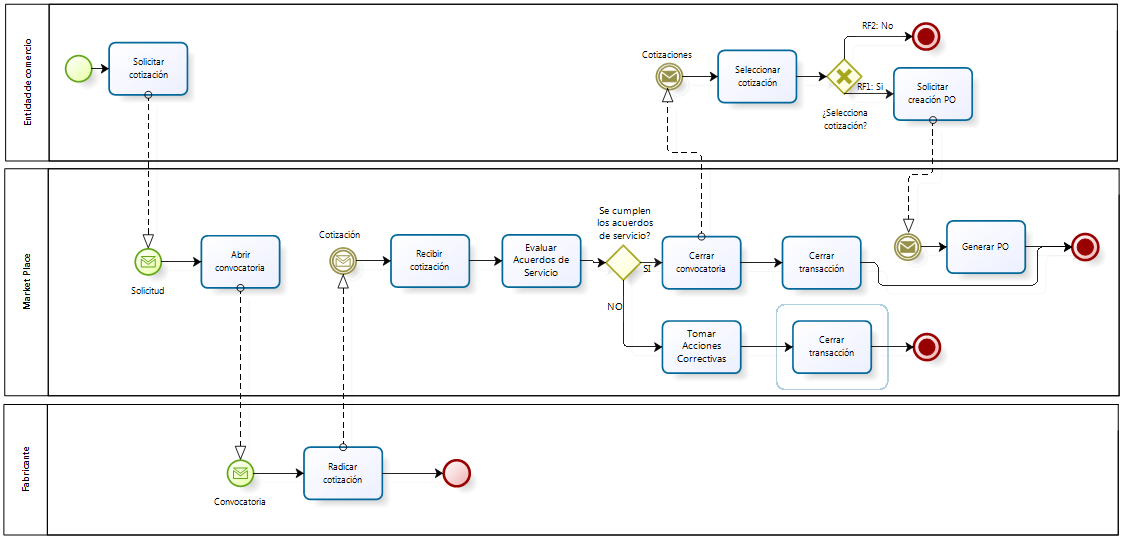 Entidad de comercio
Solicitar
cotización
Cotizaciones
Seleccionar
cotización
RF2: No
RF1: Si
¿Selecciona
cotización?
Solicitar
creación PO
Market Place
Solicitud
Abrir
convocatoria
Cotización
Recibir
cotización
Evaluar
Acuerdos de
Servicio
Se cumplen
los acuerdos
de servicio?
SI
NO
Cerrar
convocatoria
Cerrar
transacción
Generar PO
Tomar
Acciones
Correctivas
Cerrar
transacción
Fabricante
Convocatoria
Radicar
cotización